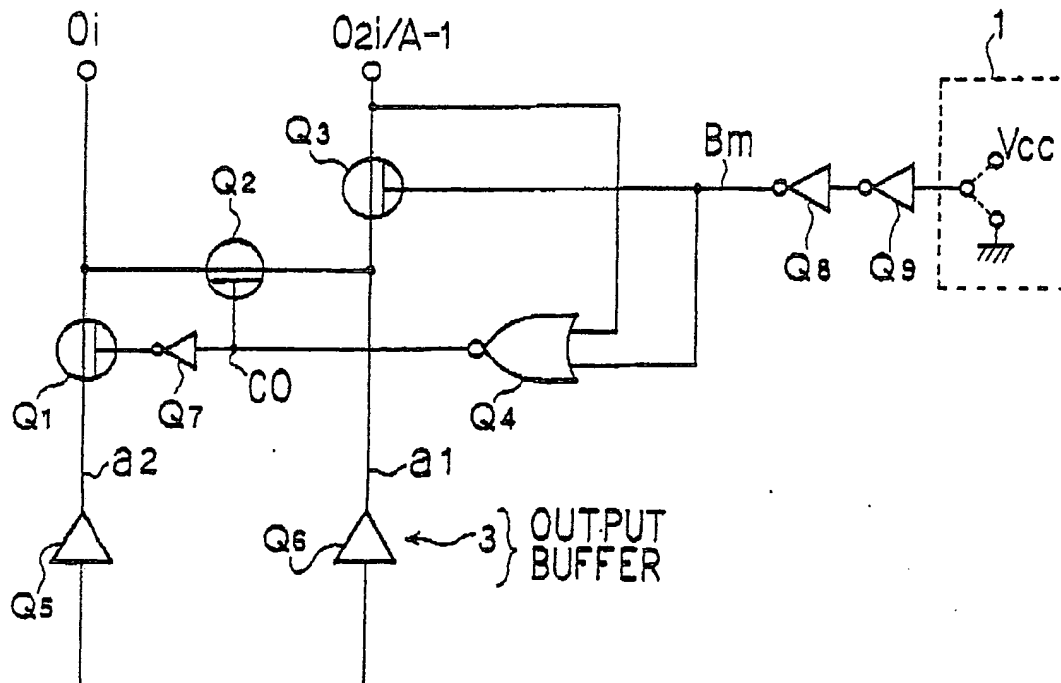 Oi
O2i/A-1
1
Q3
Bm
Vcc
Q2
Q8
Q9
Q1
Q7
CO
Q4
a2
a1
Q5
Q6
3
OUTPUT
BUFFER